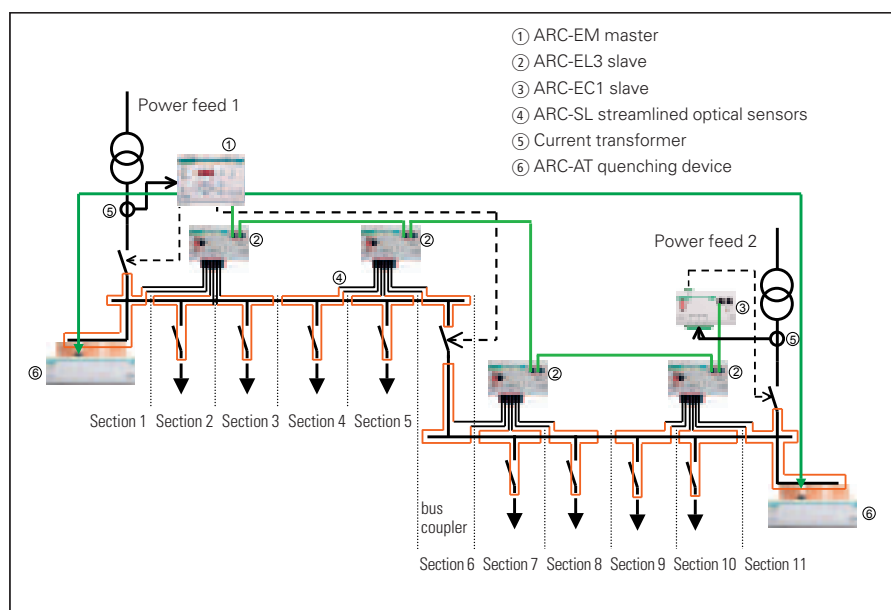 ① ARC-EM master
② ARC-EL3 slave
③ ARC-EC1 slave
④ ARC-SL streamlined optical sensors
⑤ Current transformer
⑥ ARC-AT quenching device
Power feed 1
①
⑤
②
②
④
Power feed 2
③
⑤
⑥
②
②
Section 1
Section 2
Section 3
Section 4
Section 5
bus
coupler
⑥
Section 6
Section 7
Section 8
Section 9
Section 10
Section 11